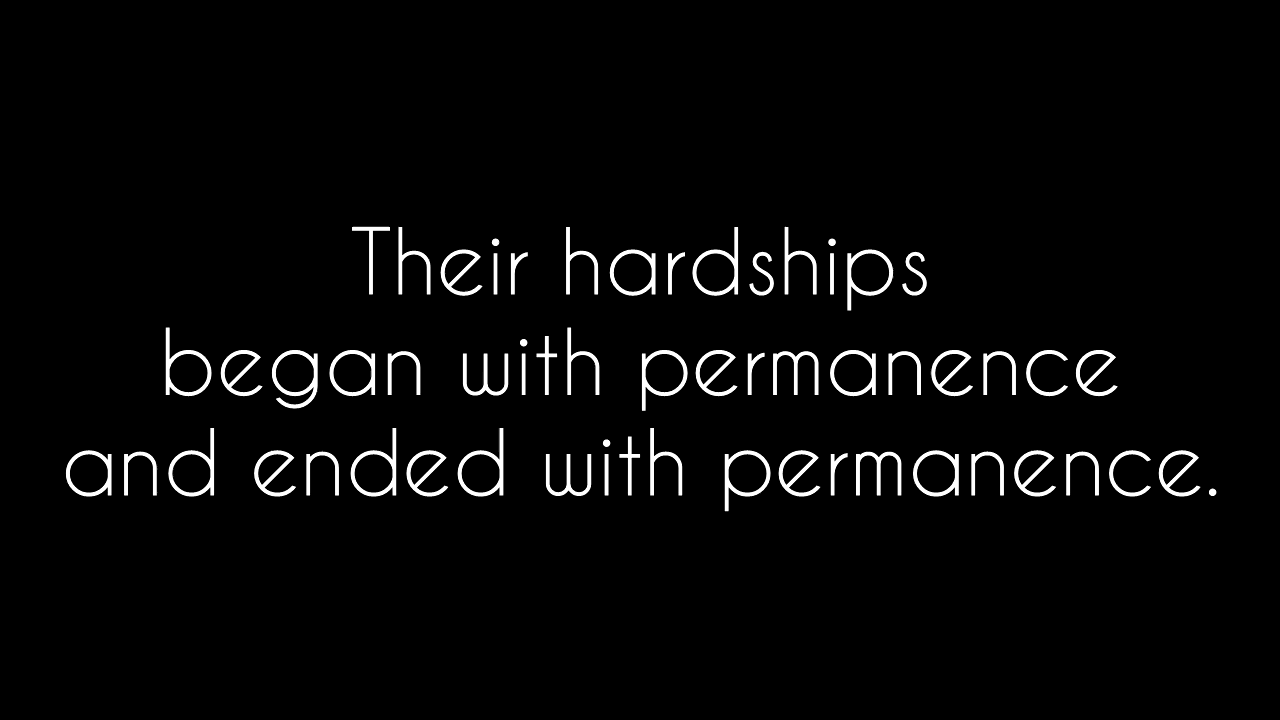 Their hardships
began with permanence
and ended with permanence.